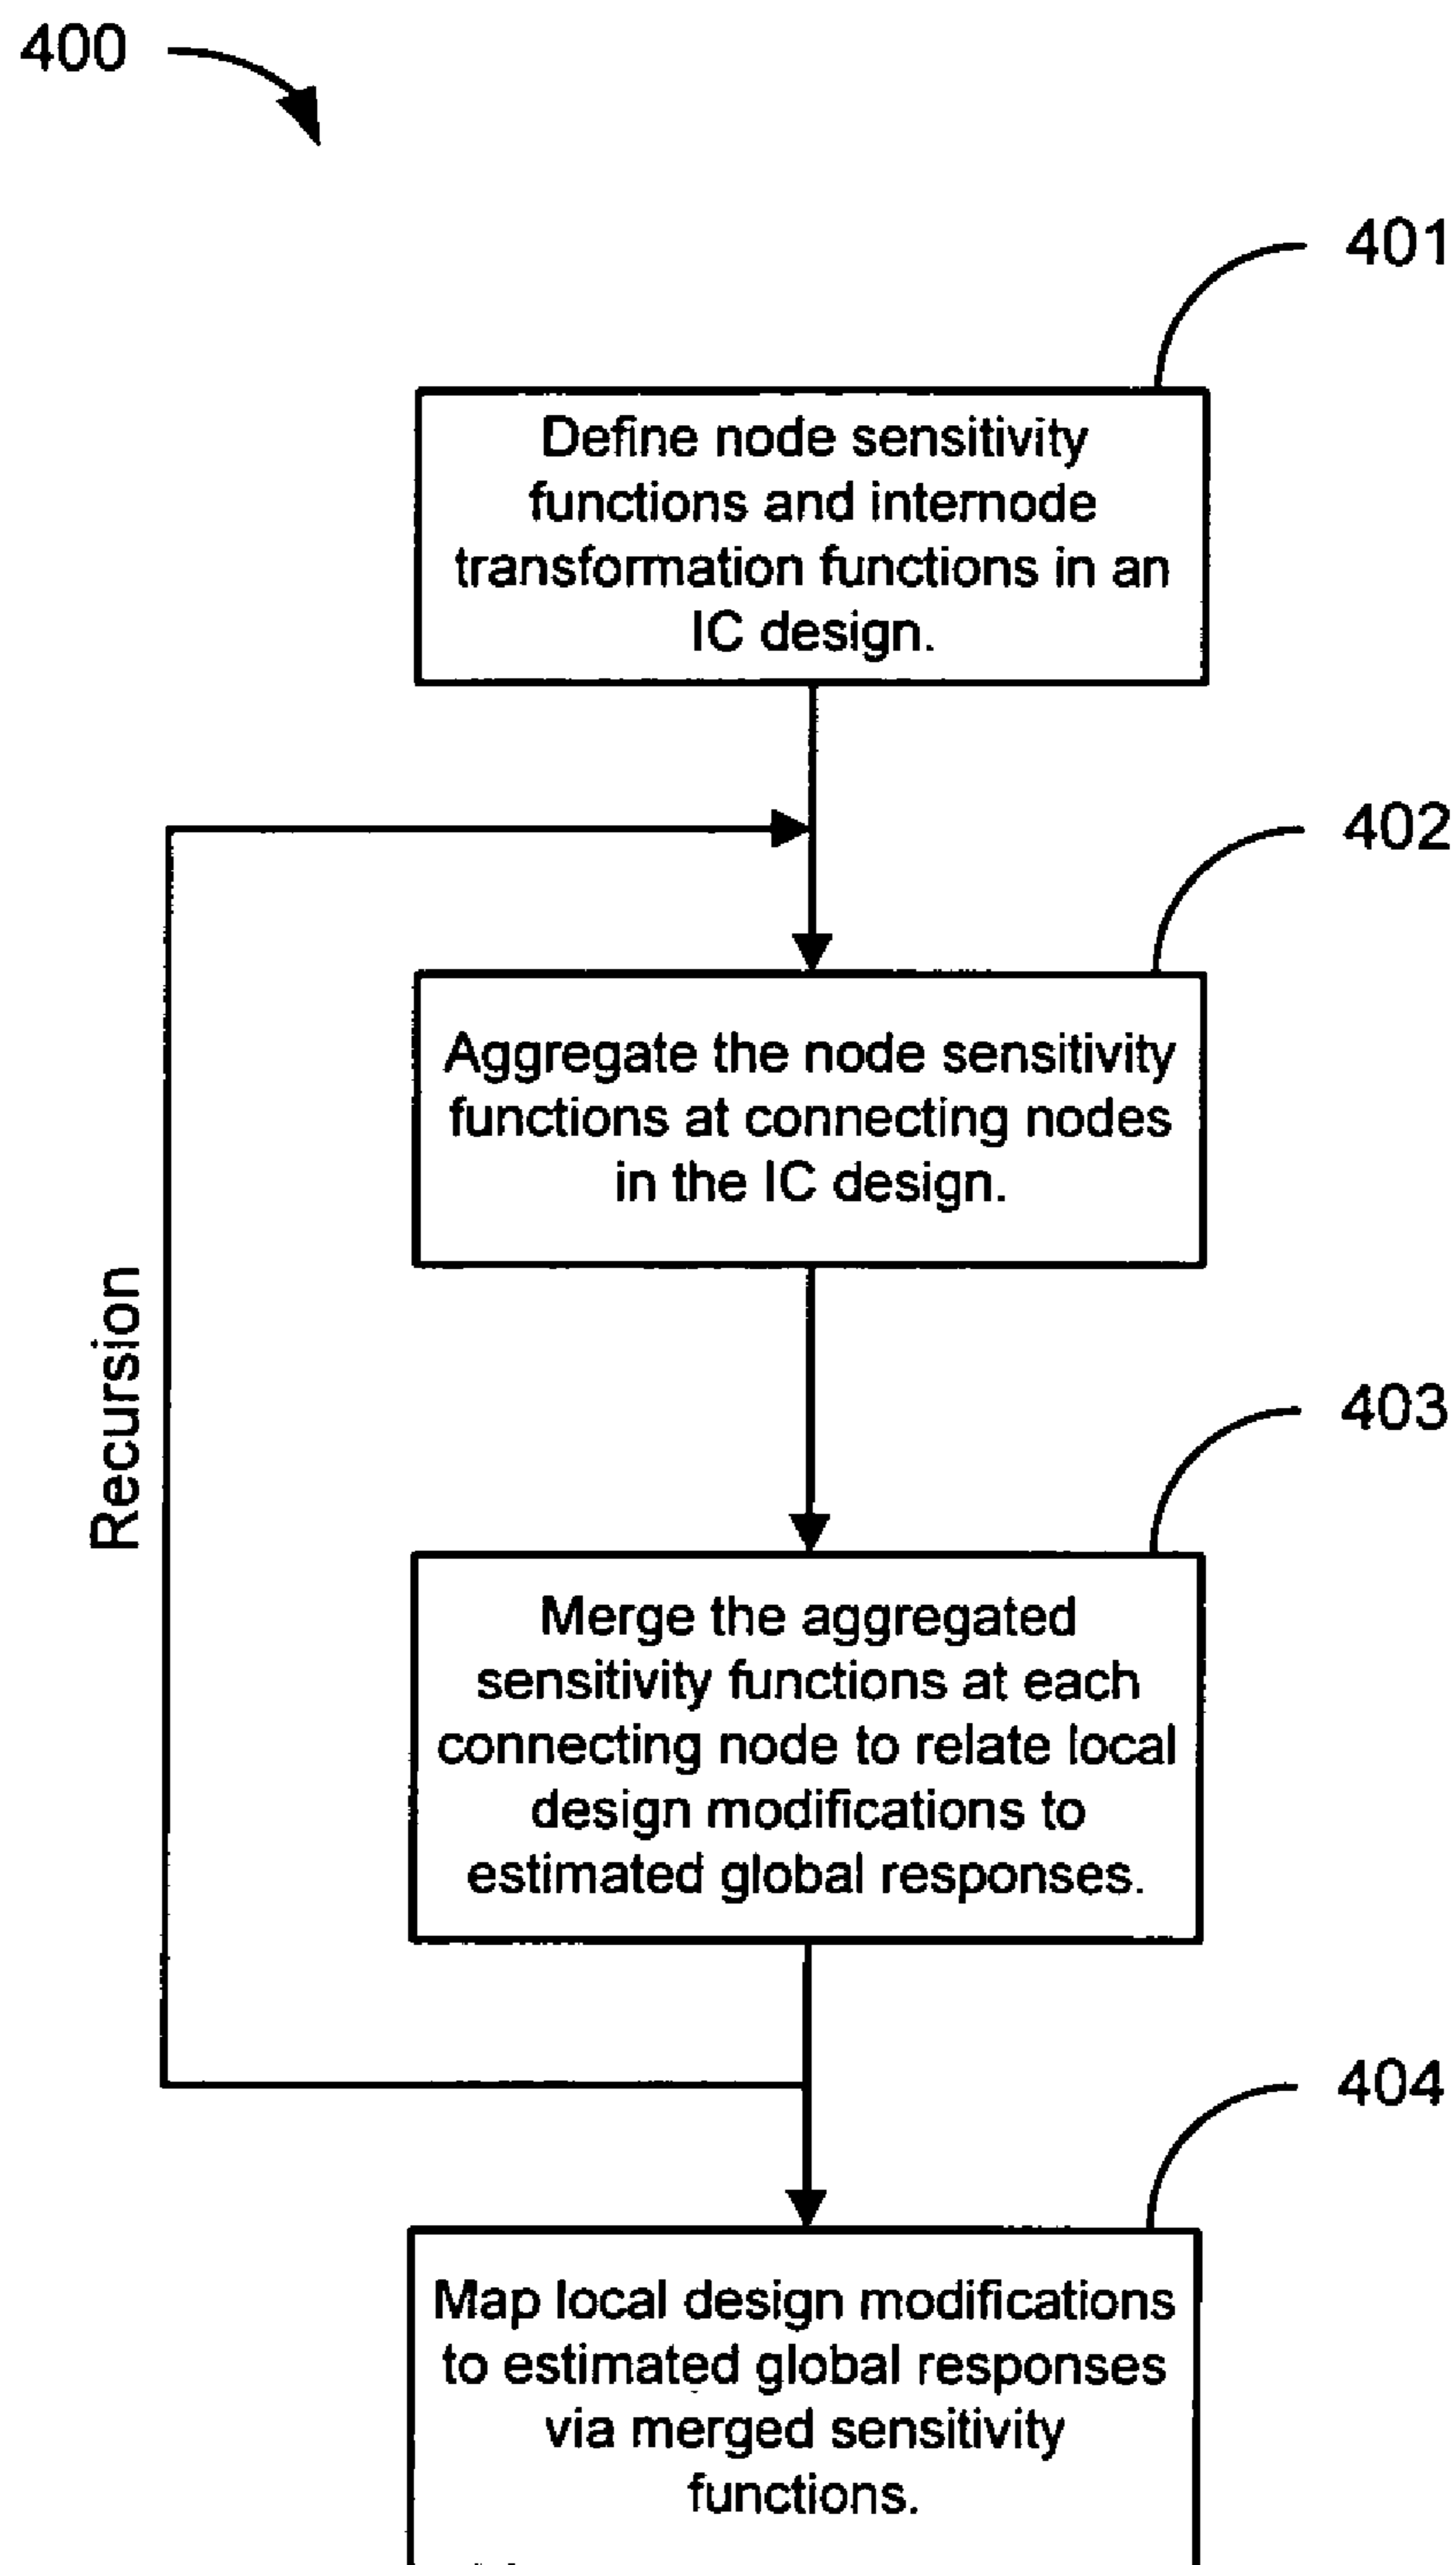 400
401
Define node sensitivity
functions and internode
transformation functions in an
IC design.
402
Aggregate the node sensitivity
functions at connecting nodes
in the IC design.
Recursion
403
Merge the aggregated
sensitivity functions at each
connecting node to relate local
design modifications to
estimated global responses.
404
Map local design modifications
to estimated global responses
via merged sensitivity
functions.